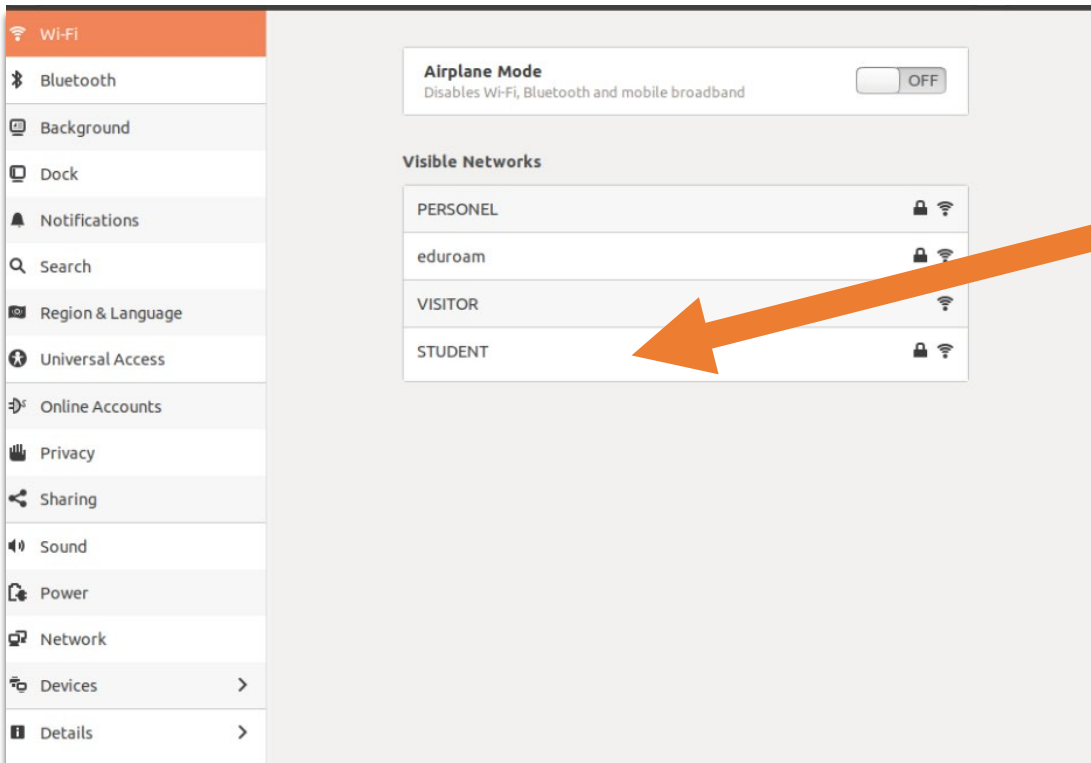 Wi-Fi
Bluetooth
Background
Dock
Notifications
Search
Region & Language
Universal Access
Online Accounts
Privacy
Sharing
Sound
Power
Network
Devices
Details
Airplane Mode
Disables Wi-Fi, Bluetooth and mobile broadband
OFF
Visible Networks
PERSONEL
eduroam
VISITOR
STUDENT